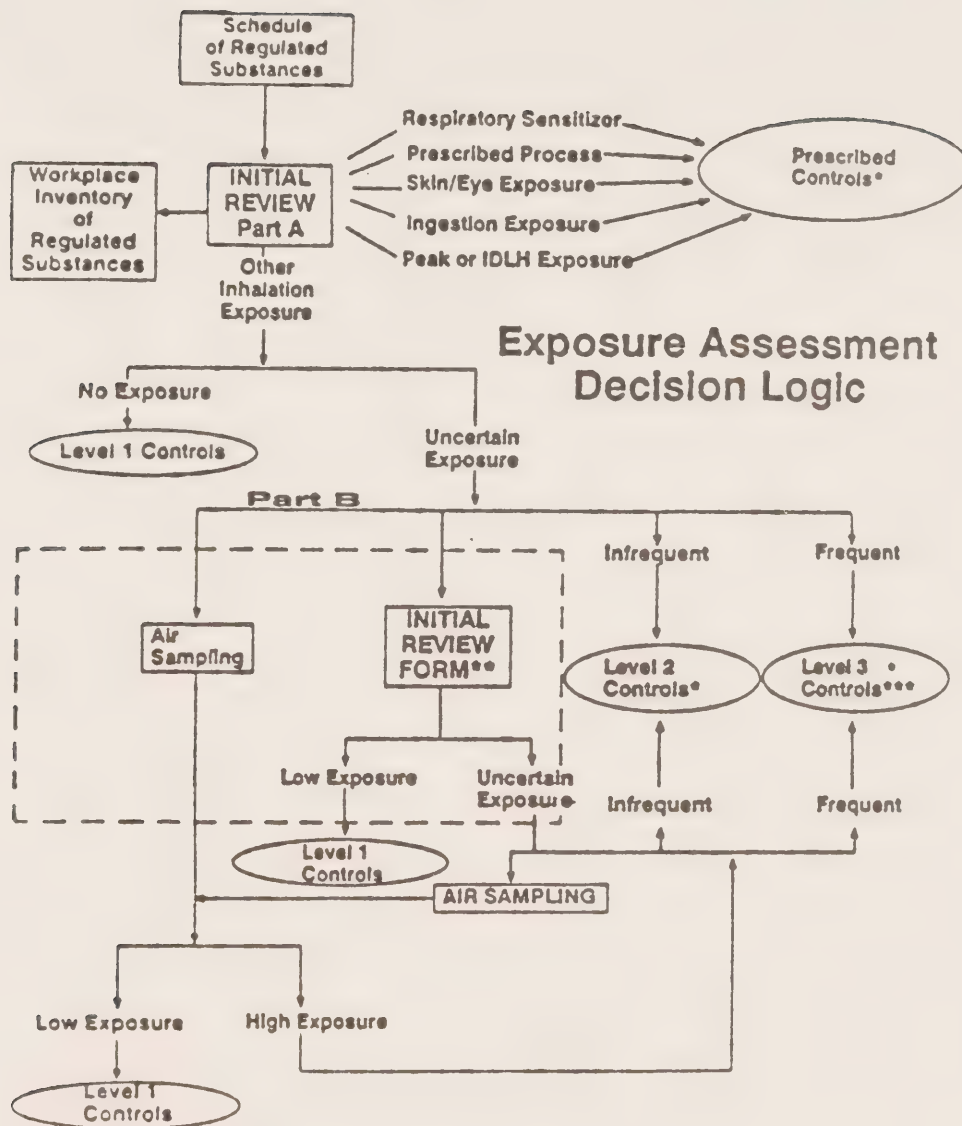 Schedule
of Regulated
Substances
Respiratory Sensitizor
Prescribed Process
Skin/Eye Exposure
Ingestion Exposure
Peak or IDLH Exposure
Prescribed
Controls*
Workplace
Inventory
of
Regulated
Substances
INITIAL
REVIEW
Part A
Other
Inhalation
Exposure
Exposure Assessment
Decision Logic
No Exposure
Level 1 Controls
Uncertain
Exposure
Part B
Infrequent
Frequent
Air
Sampling
INITIAL
REVIEW
FORM**
Level 2
Controls*
Level 3 *
Controls***
Low Exposure
Uncertain
Exposure
Infrequent
Frequent
Level 1
Controls
AIR SAMPLING
Low Exposure
High Exposure
Level 1
Controls